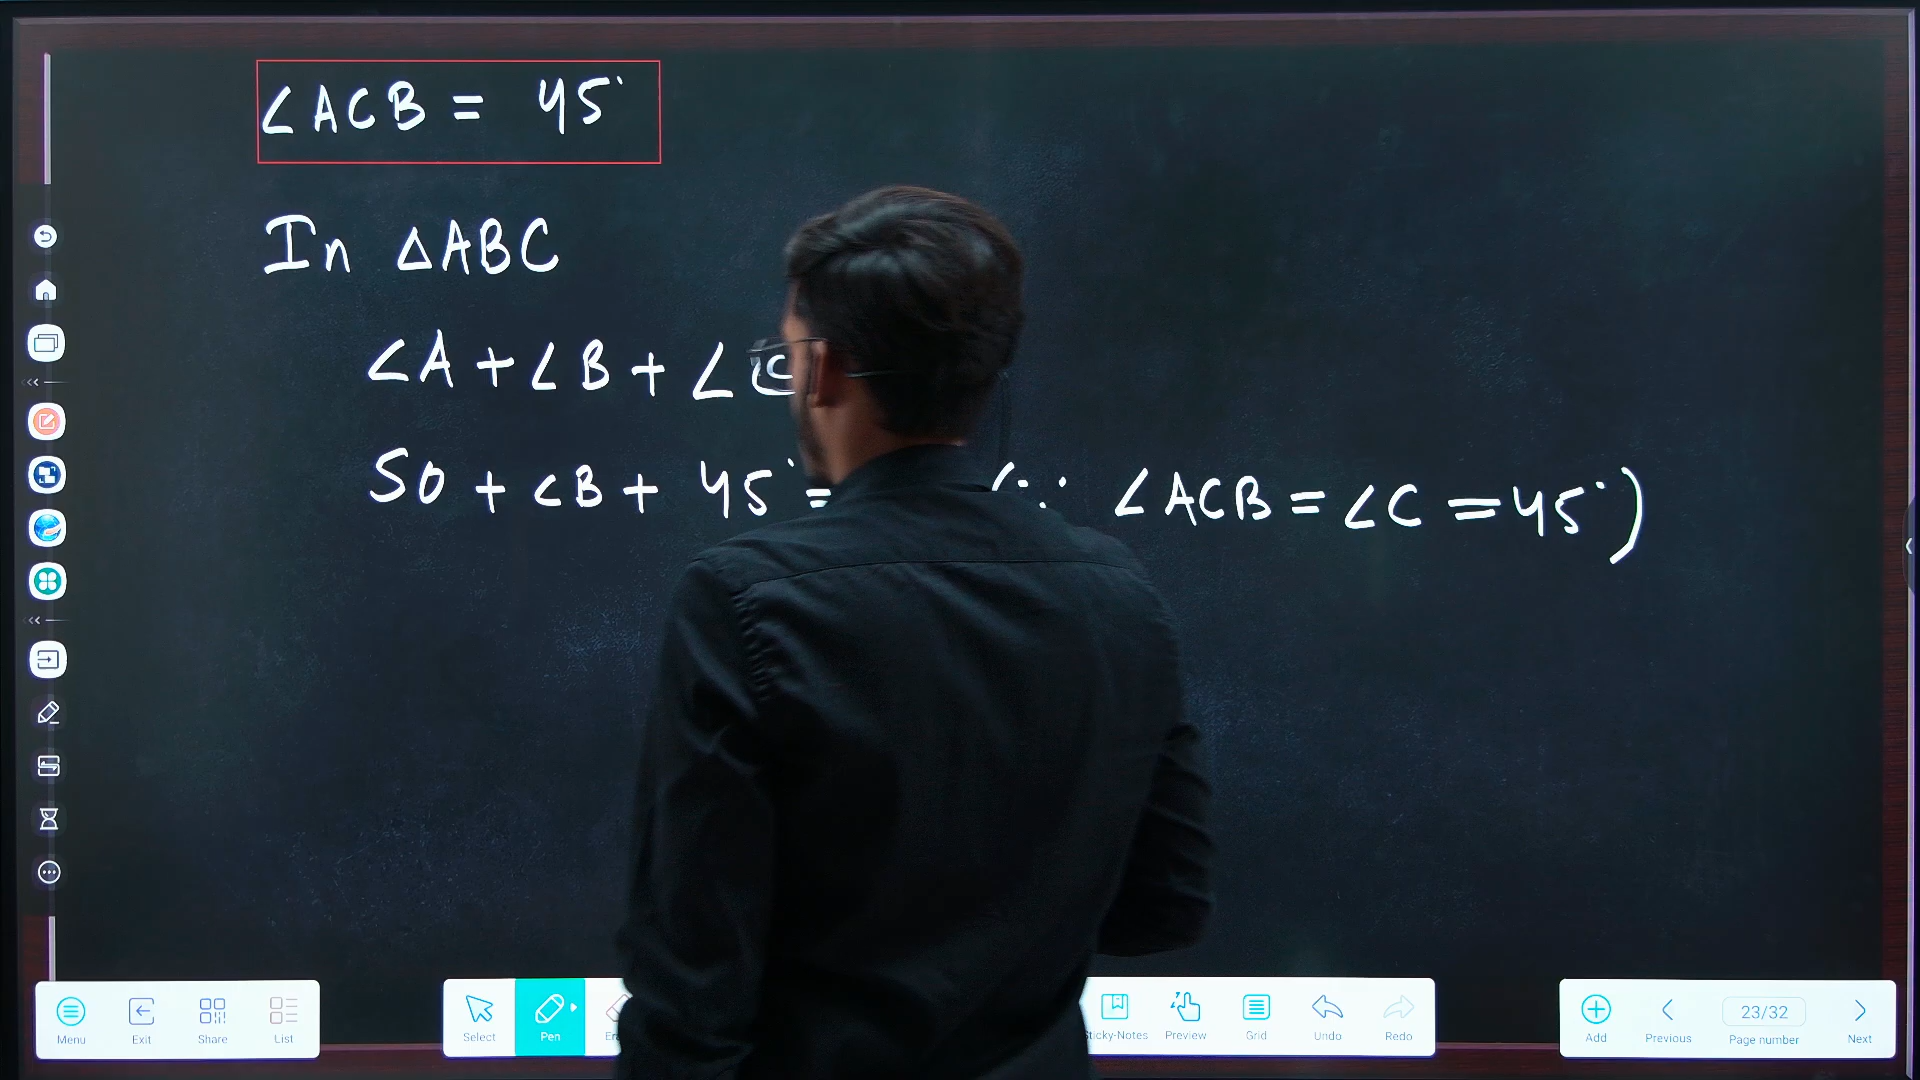 ∠ACB = 45°
In △ABC
∠A + ∠B + ∠C
50 + ∠B + 45° = (∵ ∠ACB = ∠C = 45°)
Menu
Exit
Share
List
Select
Pen
Sticky-Notes
Preview
Grid
Undo
Redo
Add
Previous
23/32
Page number
Next